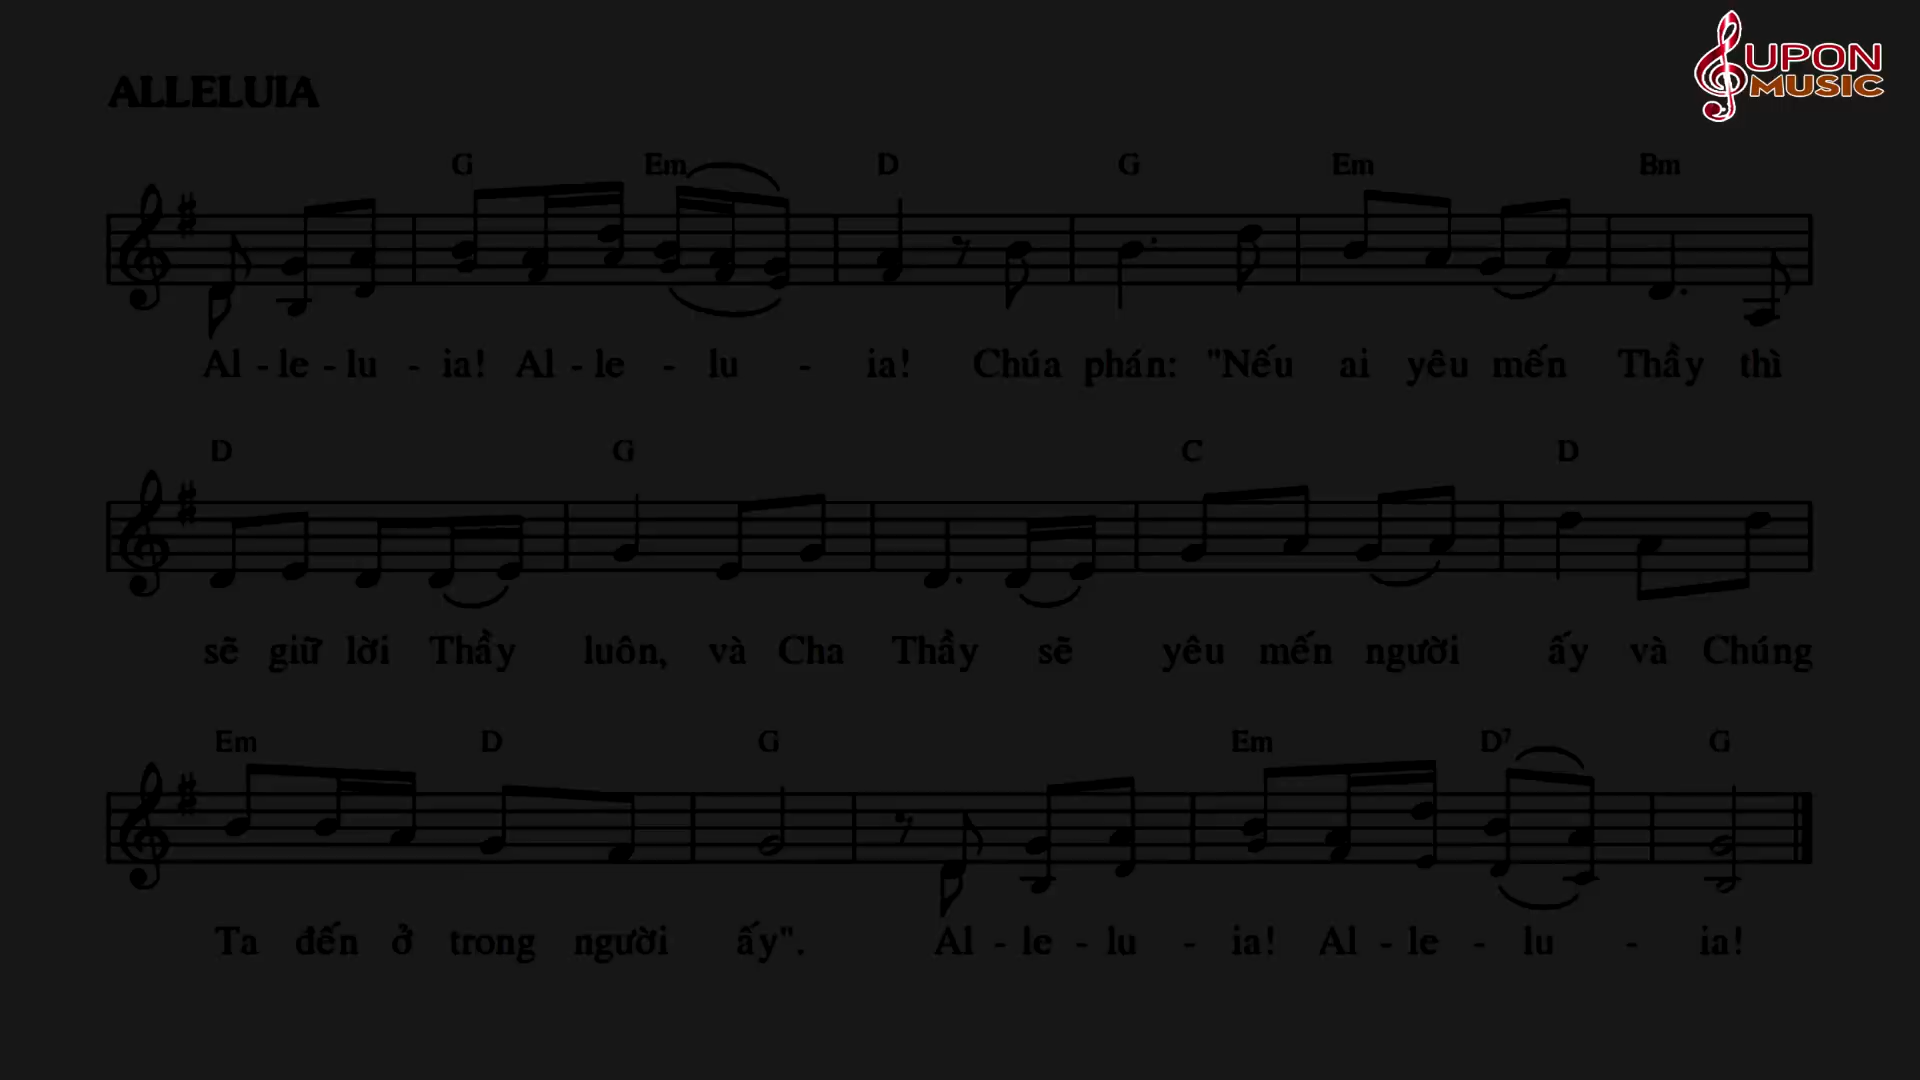 UPON
MUSIC
ALLELUIA
G Em D G Em Bm
Al - le - lu - ia! Al - le - lu - ia! Chúa phán: "Nếu ai yêu mến Thầy thì
D G C D
sẽ giữ lời Thầy luôn, và Cha Thầy sẽ yêu mến người ấy và Chúng
Em D G Em D7 G
Ta đến ở trong người ấy". Al - le - lu - ia! Al - le - lu - ia!